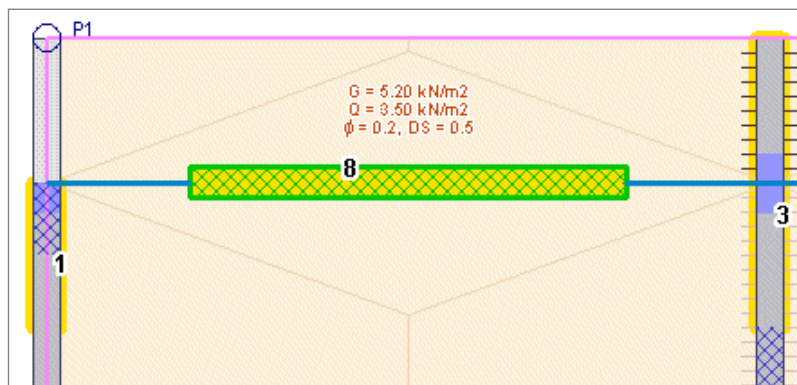 P1
G = 5.20 kN/m2
Q = 3.50 kN/m2
ϕ = 0.2, DS = 0.5
8
3
1